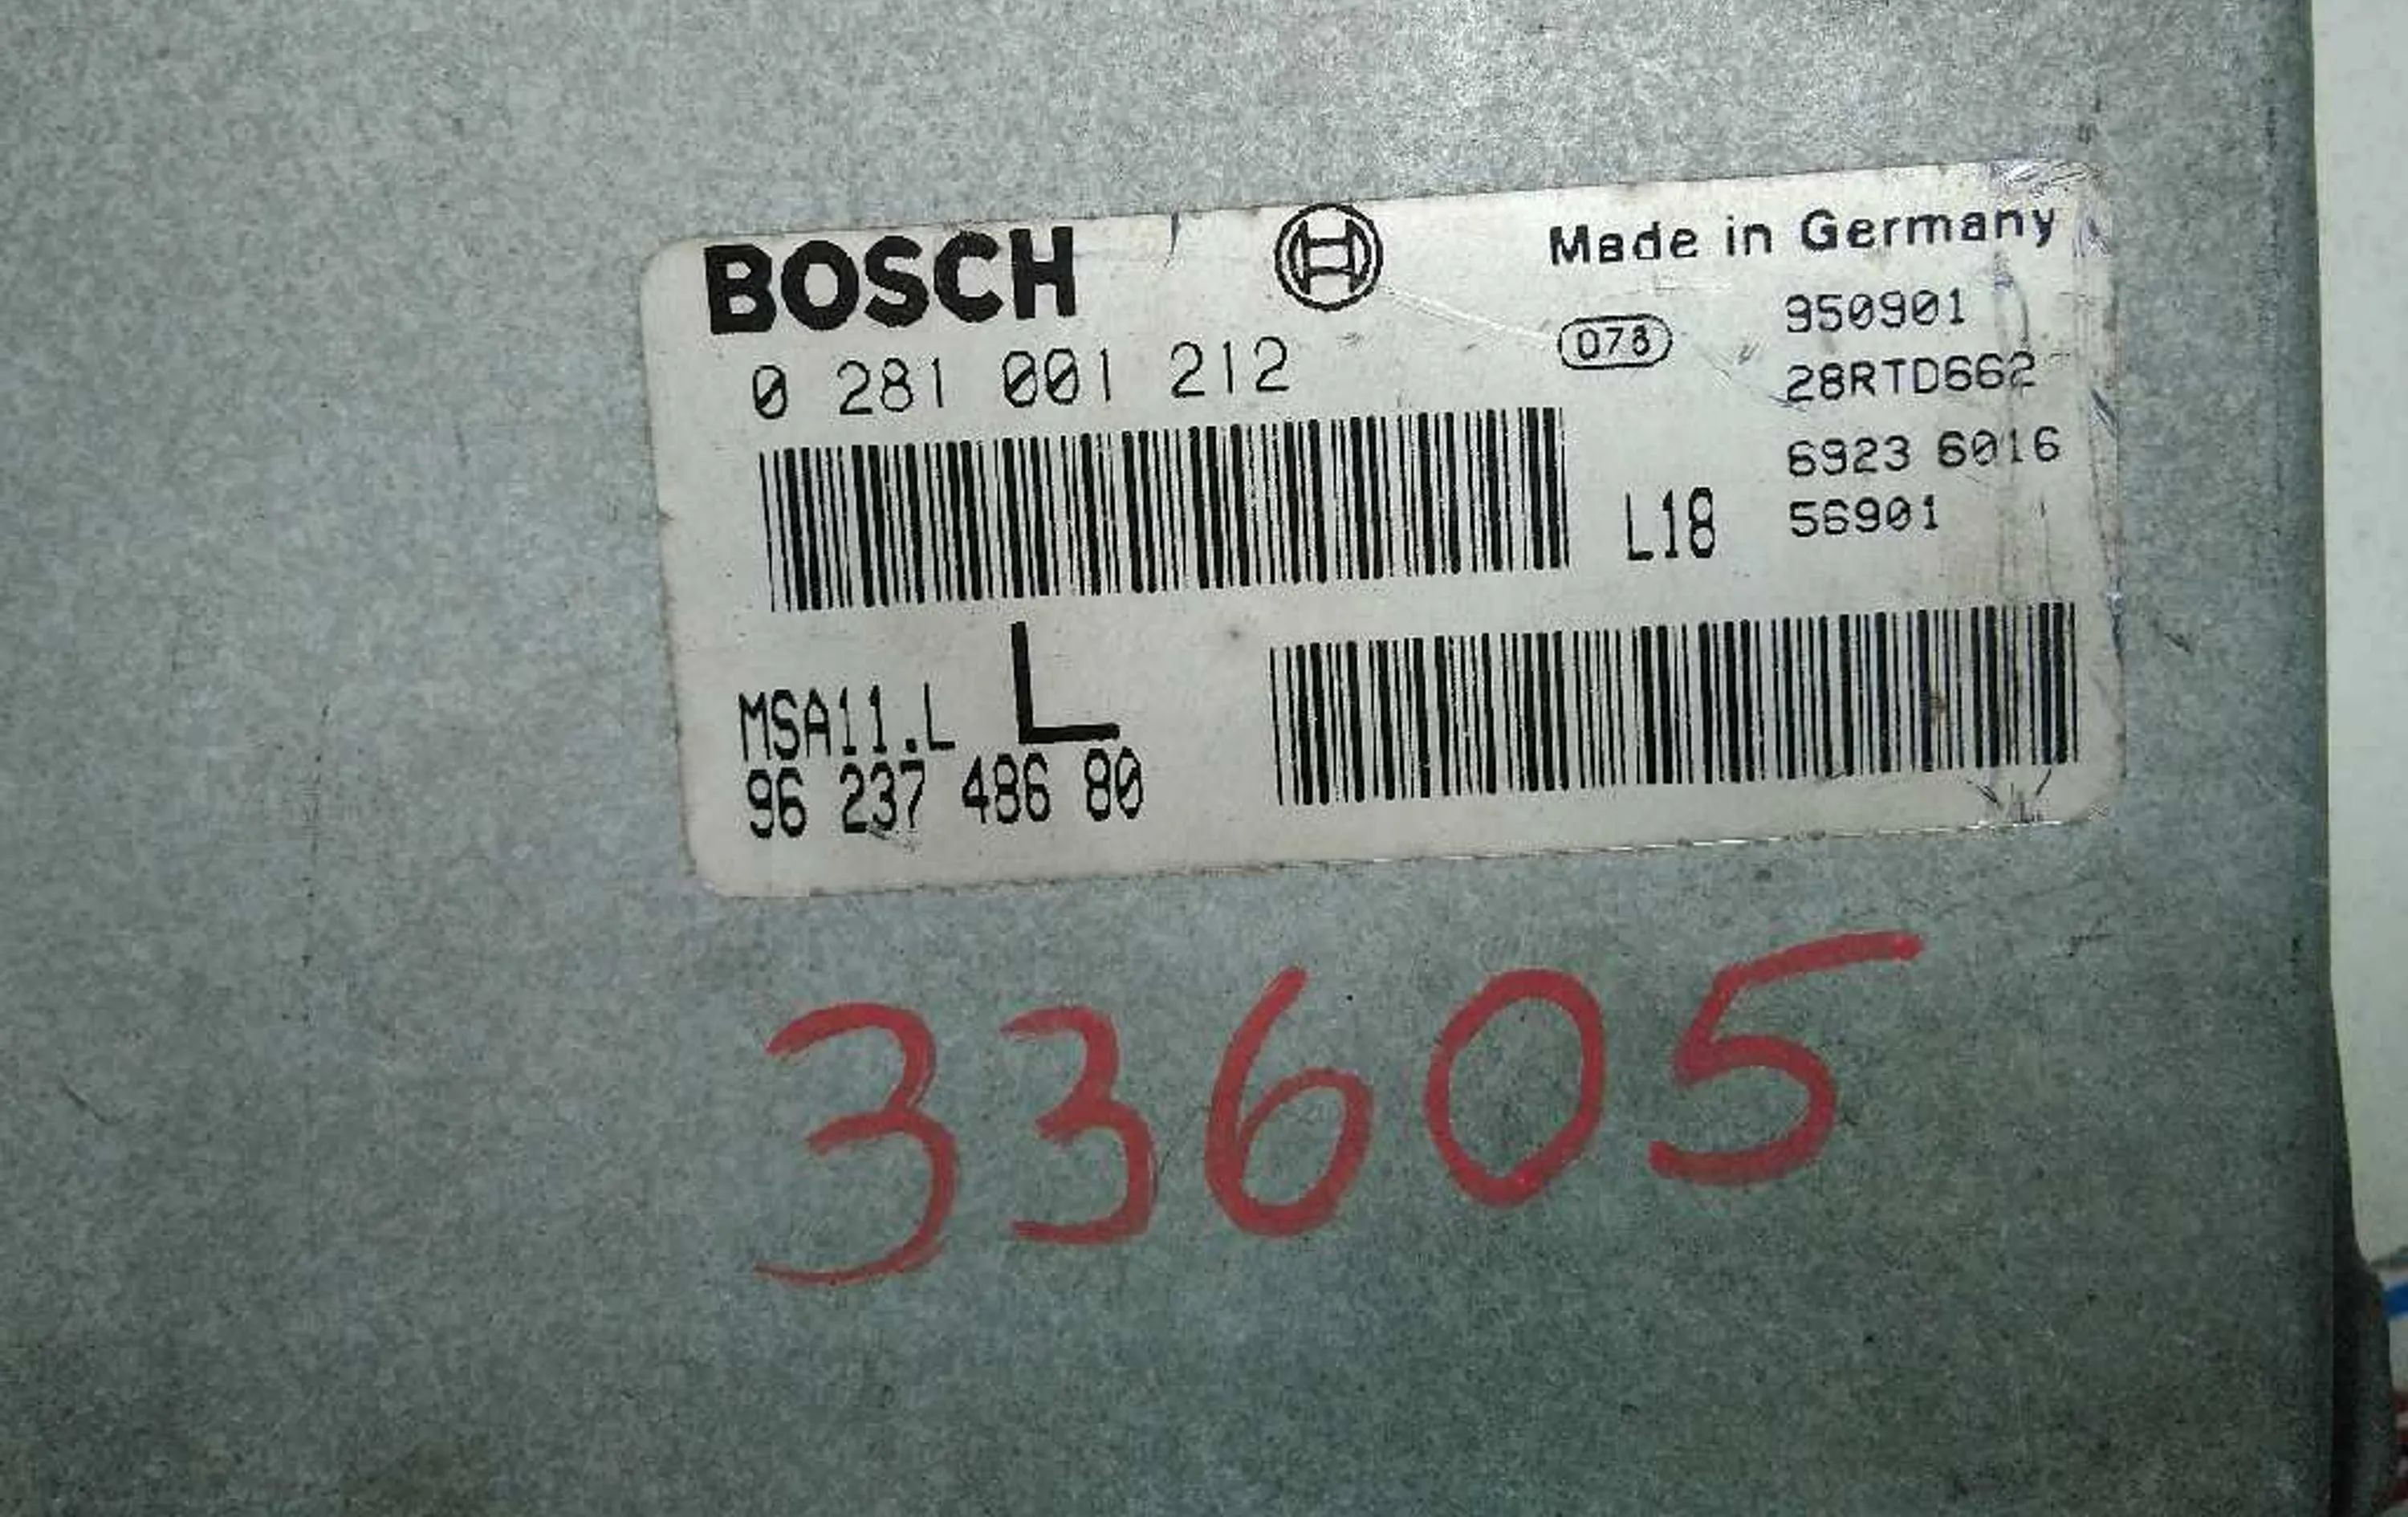 BOSCH
Made in Germany
0 281 001 212
078
950901
28RTD662
6923 6016
L18
56901
MSA11.L L
96 237 486 80
33605